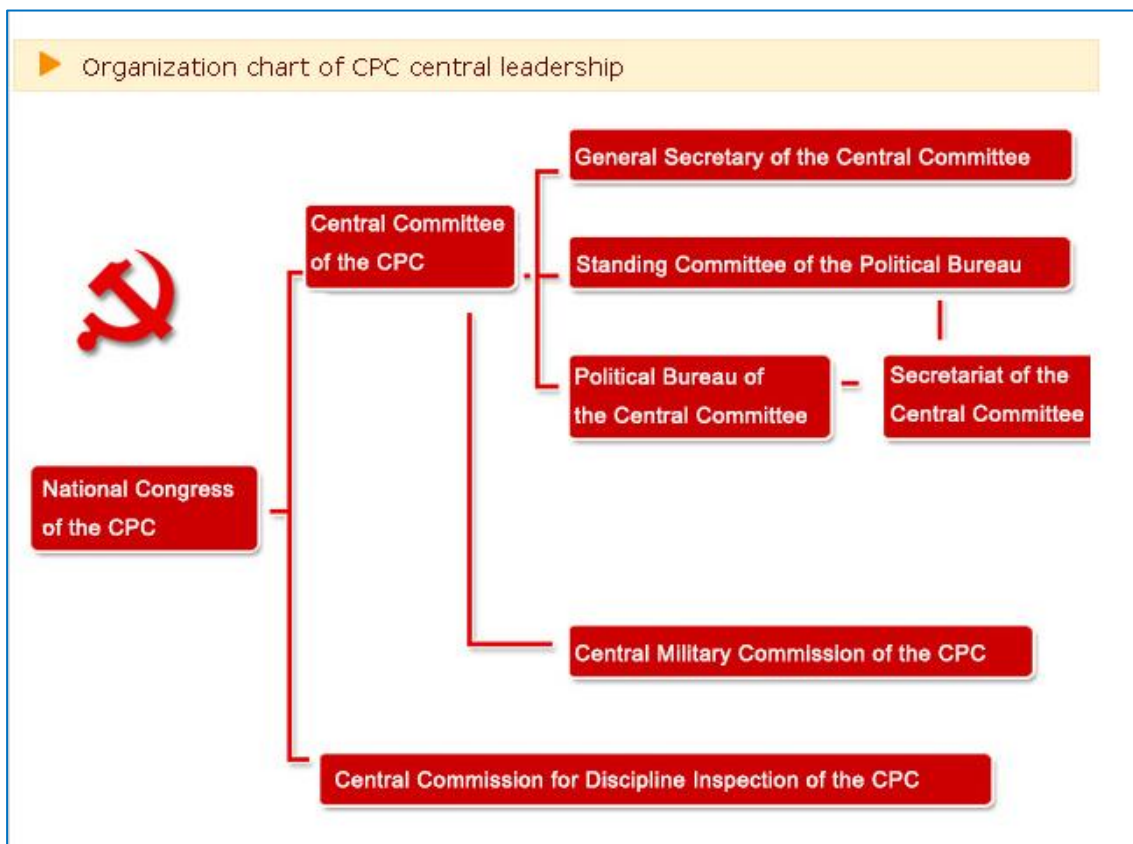 Organization chart of CPC central leadership
General Secretary of the Central Committee
Central Committee
of the CPC
Standing Committee of the Political Bureau
Political Bureau of
the Central Committee
Secretariat of the
Central Committee
National Congress
of the CPC
Central Military Commission of the CPC
Central Commission for Discipline Inspection of the CPC